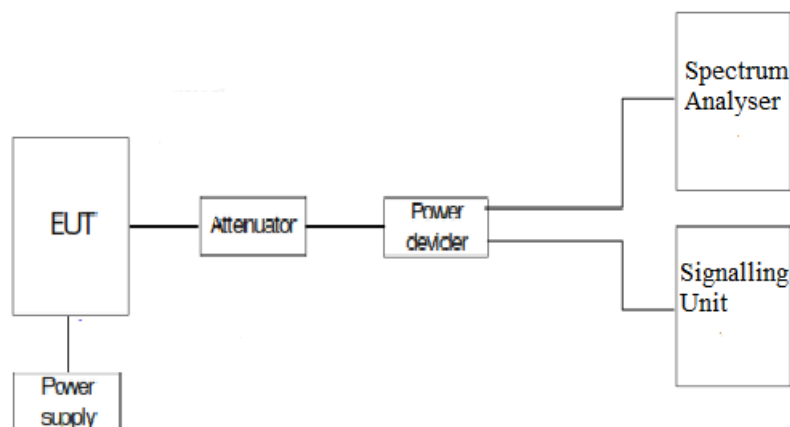 Spectrum
Analyser
EUT
Attenuator
Power
devider
Signalling
Unit
Power
supply